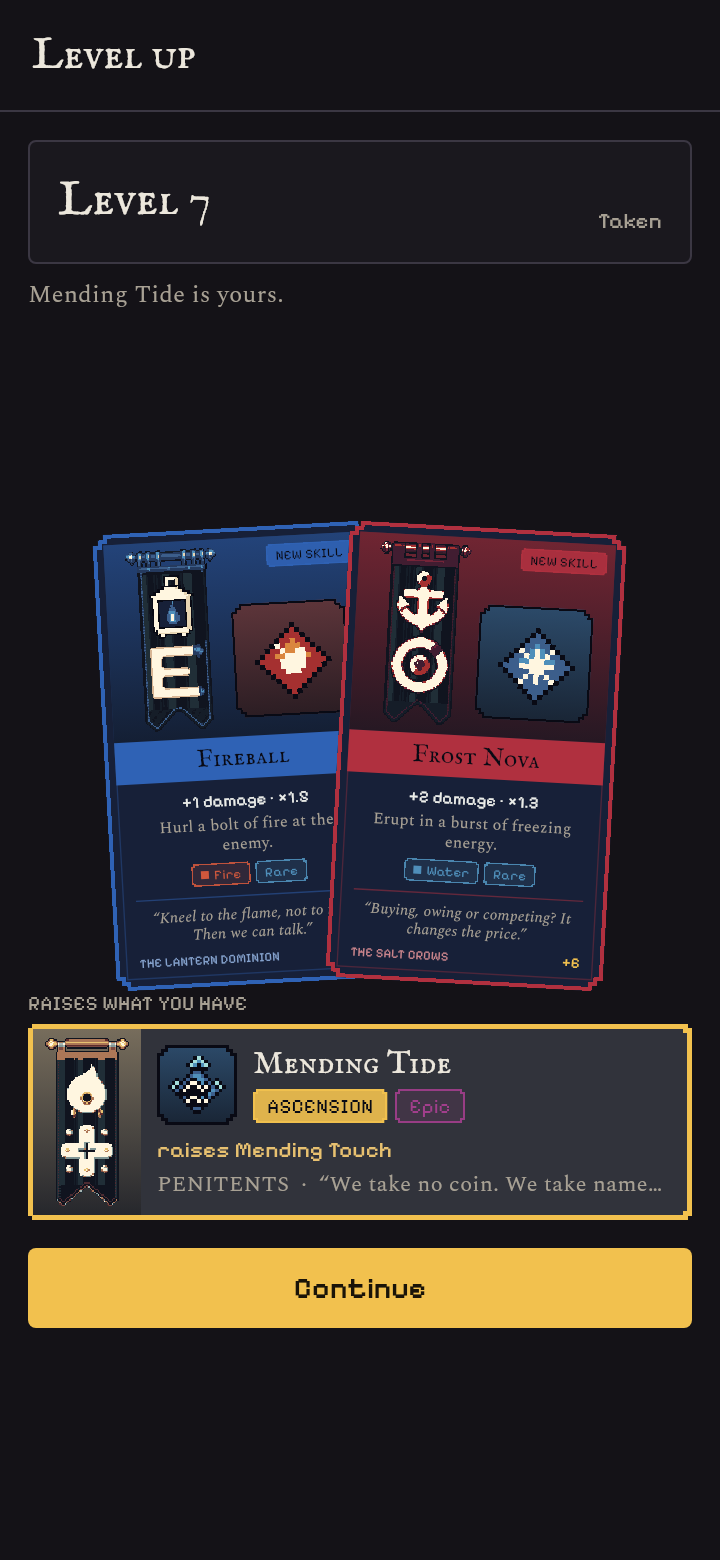 Level up
Level 7
Taken
Mending Tide is yours.
NEW SKILL
E
Fireball
+1 damage · ×1.8
Hurl a bolt of fire at the
enemy.
Fire
Rare
“Kneel to the flame, not to
Then we can talk.”
THE LANTERN DOMINION
NEW SKILL
Frost Nova
+2 damage · ×1.3
Erupt in a burst of freezing
energy.
Water
Rare
“Buying, owing or competing? It
changes the price.”
THE SALT CROWS
+6
RAISES WHAT YOU HAVE
Mending Tide
ASCENSION
Epic
raises Mending Touch
PENITENTS · “We take no coin. We take name…
Continue